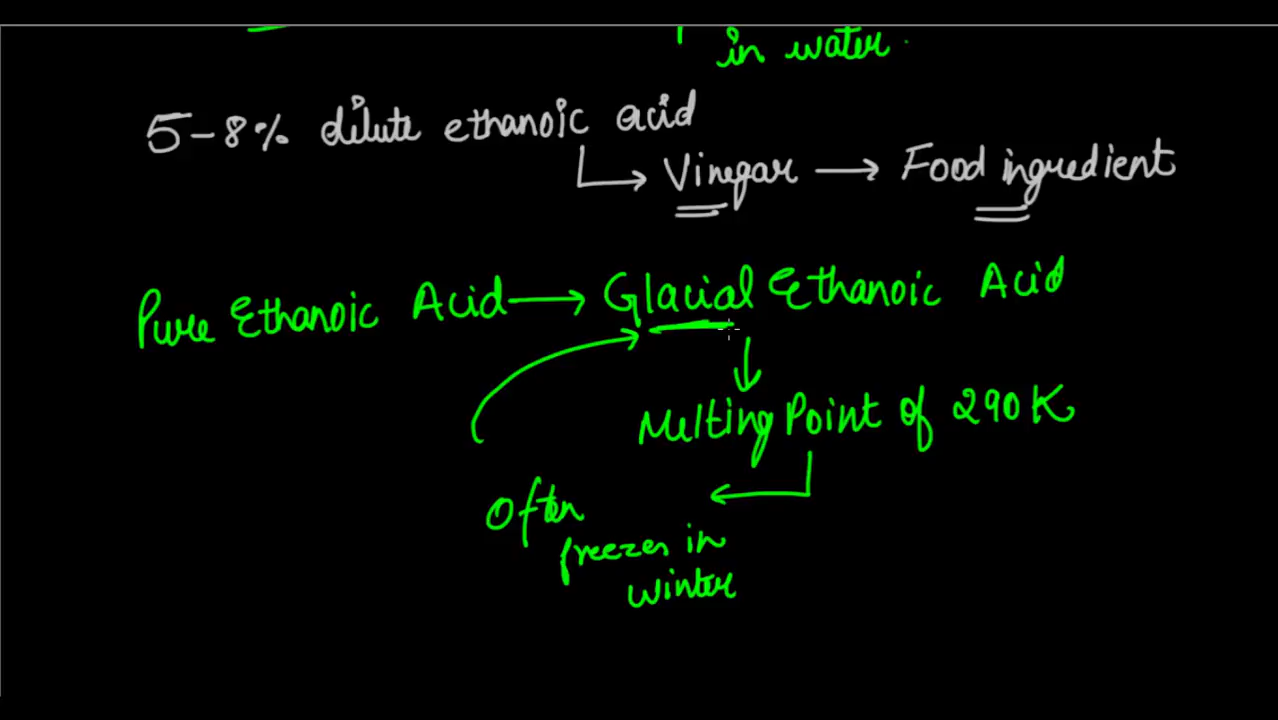 in water.
5-8% dilute ethanoic acid
→ Vinegar → Food ingredient
Pure Ethanoic Acid → Glacial Ethanoic Acid
Melting Point of 290K
Often
freezes in
winter